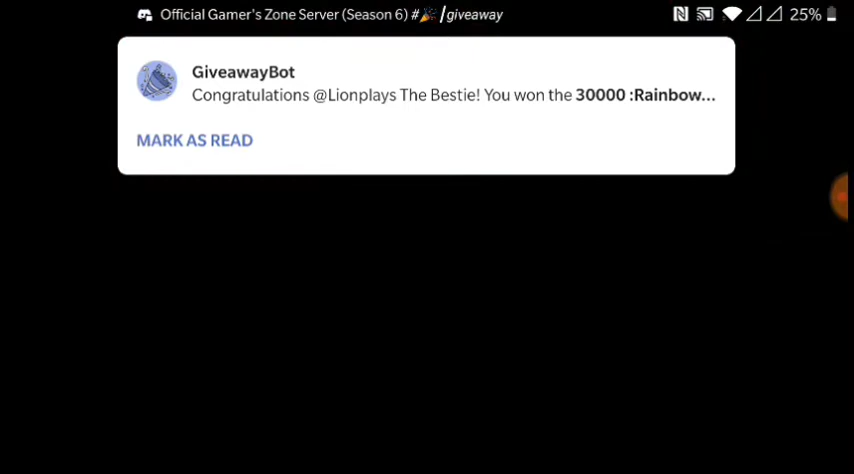 Official Gamer's Zone Server (Season 6) #🎉/giveaway
25%
GiveawayBot
Congratulations @Lionplays The Bestie! You won the 30000 :Rainbow...
MARK AS READ